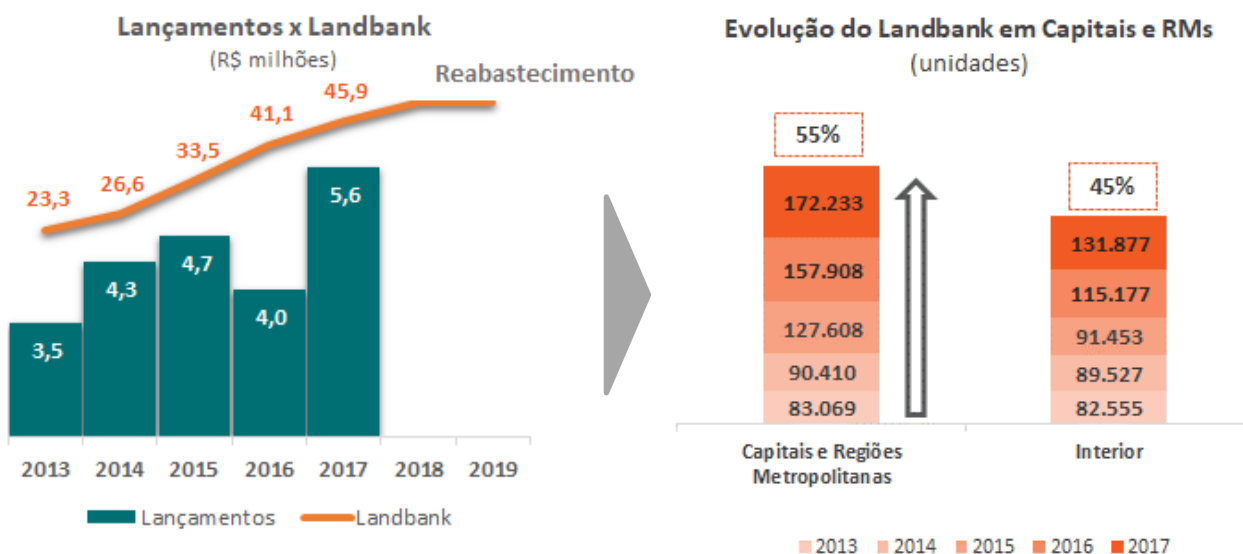 Lançamentos x Landbank
(R$ milhões)
Reabastecimento
23,3
26,6
33,5
41,1
45,9
3,5
4,3
4,7
4,0
5,6
2013 2014 2015 2016 2017 2018 2019
Lançamentos Landbank
Evolução do Landbank em Capitais e RMs
(unidades)
55%
172.233
157.908
127.608
90.410
83.069
45%
131.877
115.177
91.453
89.527
82.555
Capitais e Regiões
Metropolitanas
Interior
2013 2014 2015 2016 2017